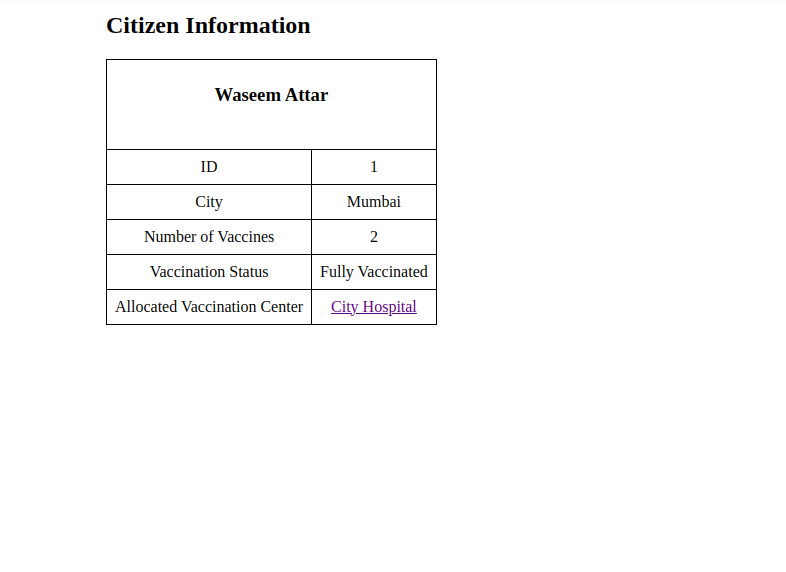 Citizen Information
Waseem Attar
ID 1
City Mumbai
Number of Vaccines 2
Vaccination Status Fully Vaccinated
Allocated Vaccination Center City Hospital